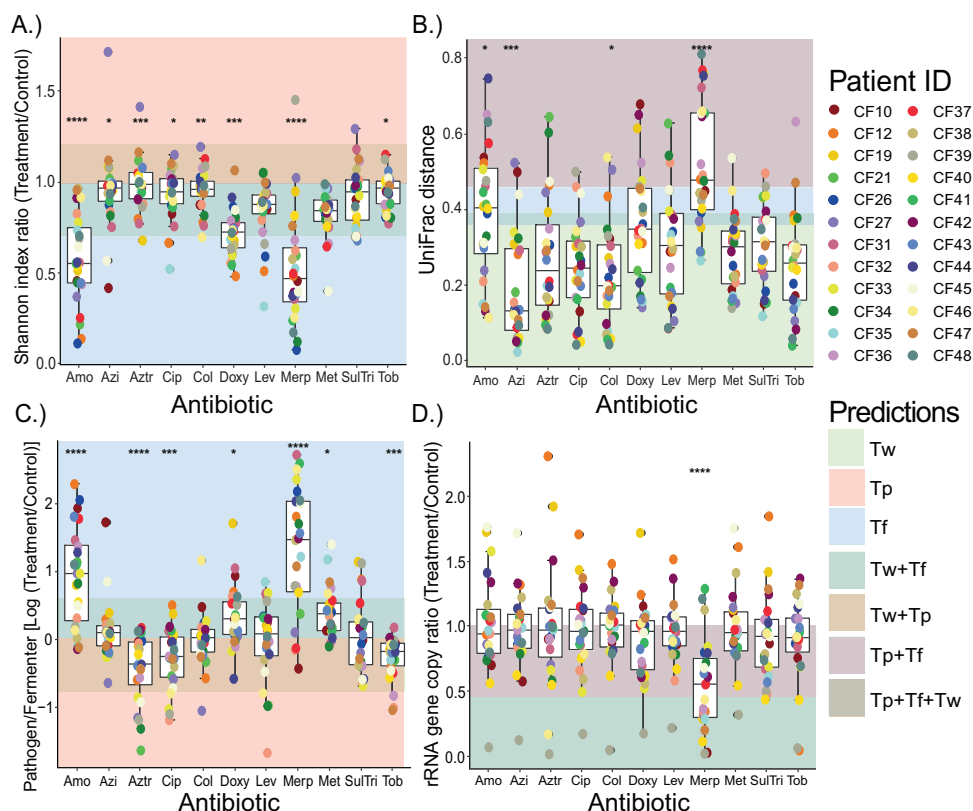 A.)
Shannon index ratio (Treatment/Control)
1.5
1.0
0.5
0.0
**** * *** * ** *** **** *
Amo Azi Aztr Cip Col Doxy Lev Merp Met SulTri Tob
Antibiotic
B.)
UniFrac distance
0.8
0.6
0.4
0.2
0.0
* *** * ****
Amo Azi Aztr Cip Col Doxy Lev Merp Met SulTri Tob
Antibiotic
Patient ID
CF10 CF37
CF12 CF38
CF19 CF39
CF21 CF40
CF26 CF41
CF27 CF42
CF31 CF43
CF32 CF44
CF33 CF45
CF34 CF46
CF35 CF47
CF36 CF48
Predictions
Tw
Tp
Tf
Tw+Tf
Tw+Tp
Tp+Tf
Tp+Tf+Tw
C.)
Pathogen/Fermenter [Log (Treatment/Control)]
2
1
0
−1
**** **** *** * **** * ***
Amo Azi Aztr Cip Col Doxy Lev Merp Met SulTri Tob
Antibiotic
D.)
rRNA gene copy ratio (Treatment/Control)
2.0
1.5
1.0
0.5
0.0
****
Amo Azi Aztr Cip Col Doxy Lev Merp Met SulTri Tob
Antibiotic